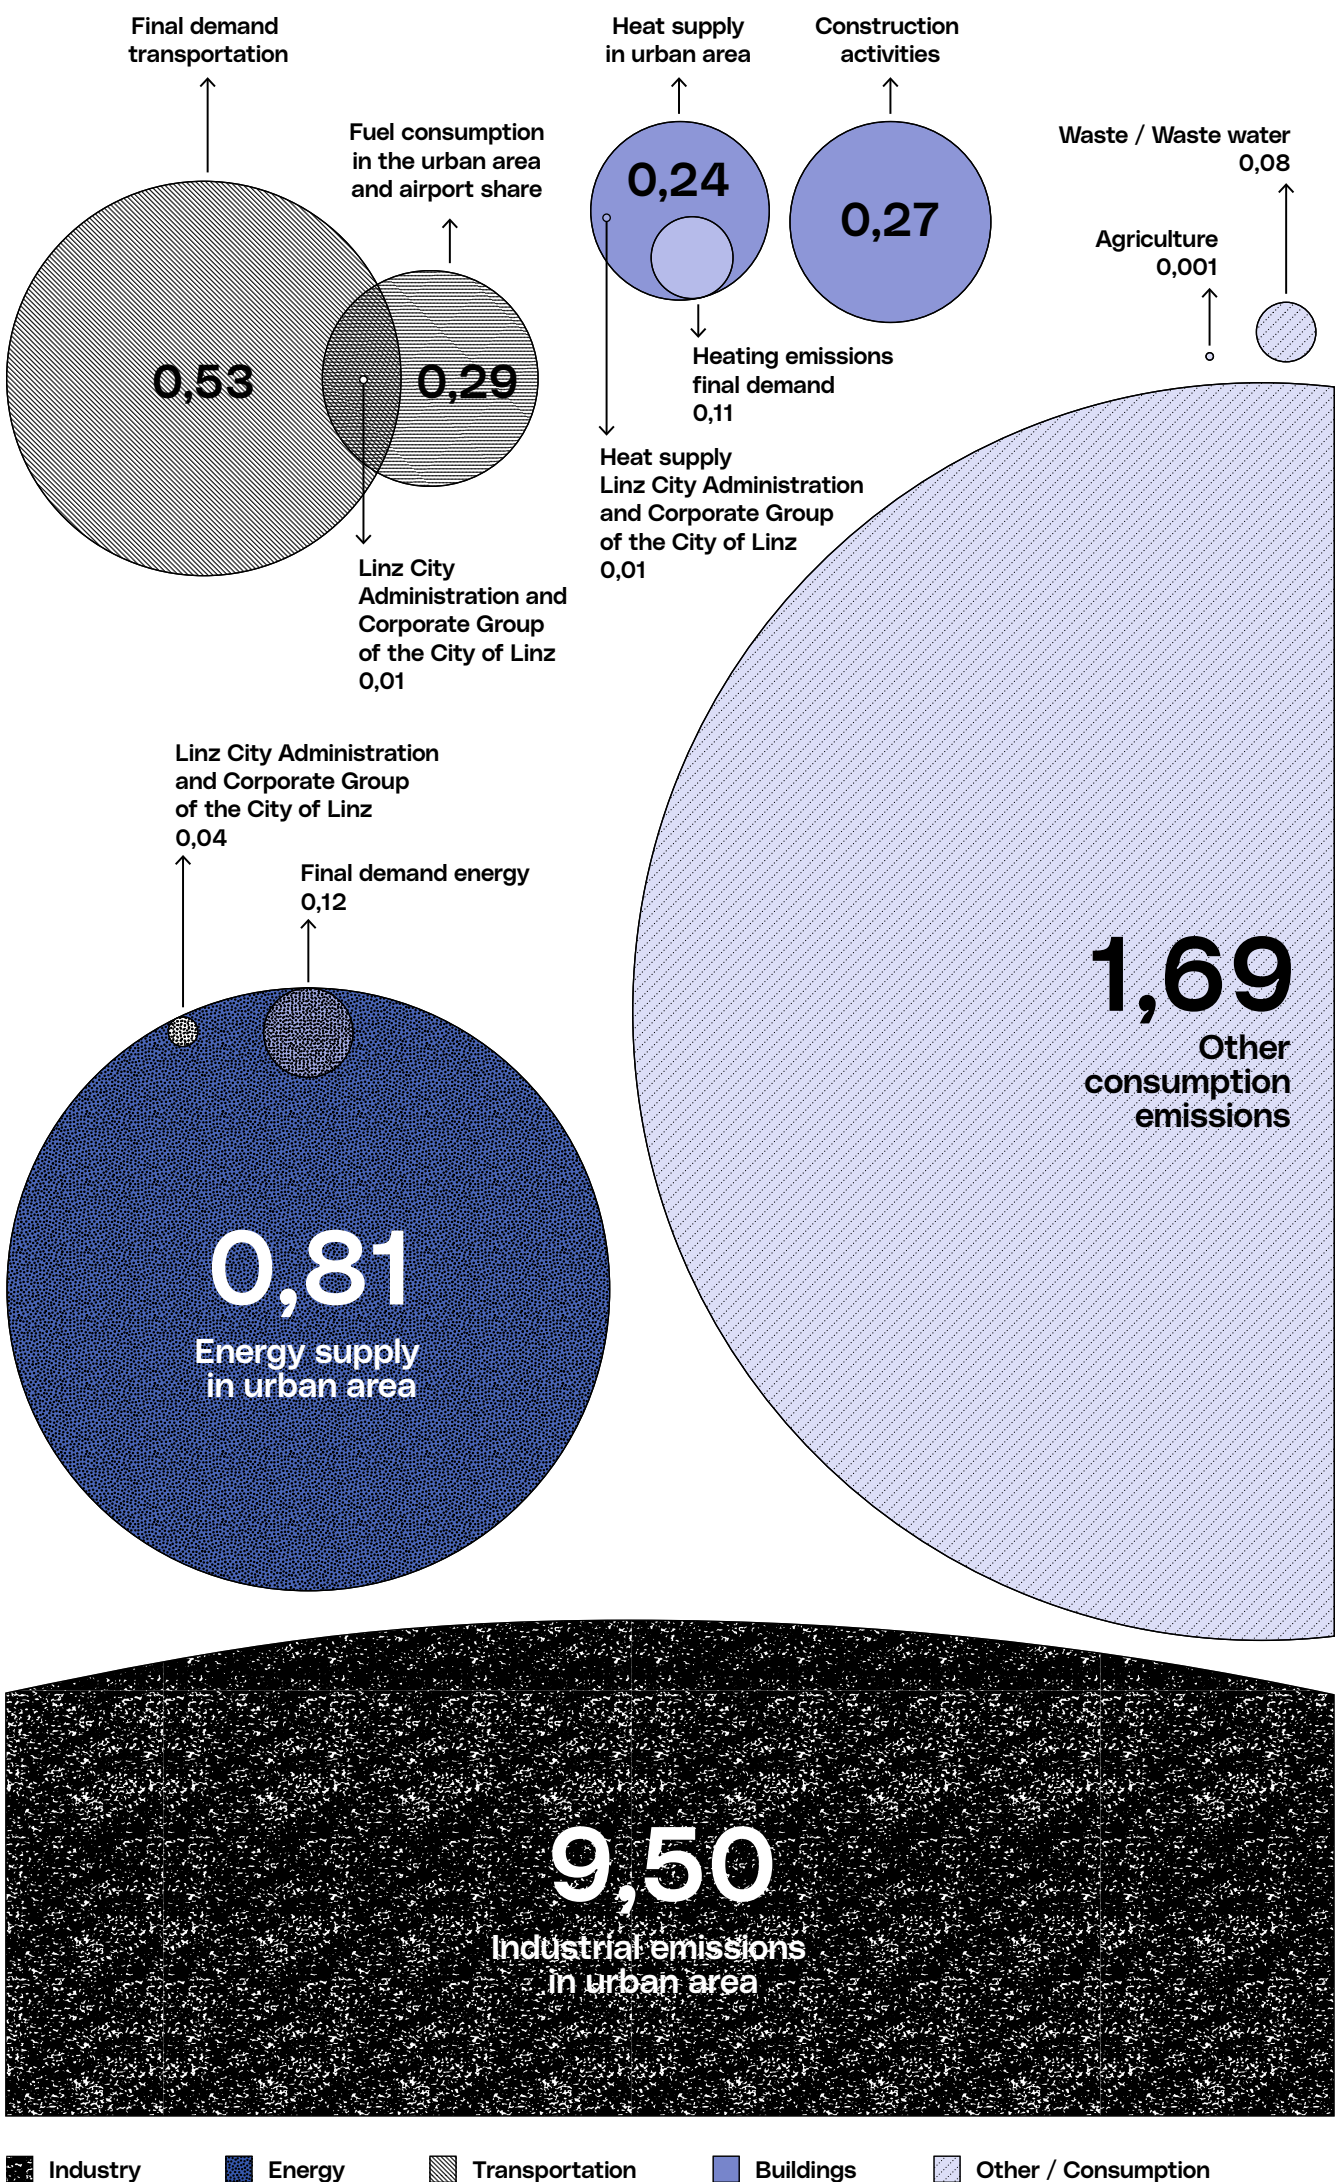 Final demand
transportation
Fuel consumption
in the urban area
and airport share
Heat supply
in urban area
Construction
activities
Waste / Waste water
0,08
Agriculture
0,001
0,24
0,27
0,53
0,29
Heating emissions
final demand
0,11
Heat supply
Linz City Administration
and Corporate Group
of the City of Linz
0,01
Linz City
Administration and
Corporate Group
of the City of Linz
0,01
Linz City Administration
and Corporate Group
of the City of Linz
0,04
Final demand energy
0,12
1,69
Other
consumption
emissions
0,81
Energy supply
in urban area
9,50
Industrial emissions
in urban area
Industry
Energy
Transportation
Buildings
Other / Consumption